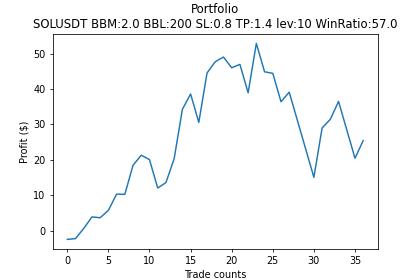 Portfolio
SOLUSDT BBM:2.0 BBL:200 SL:0.8 TP:1.4 lev:10 WinRatio:57.0
Profit ($)
50
40
30
20
10
0
0 5 10 15 20 25 30 35
Trade counts